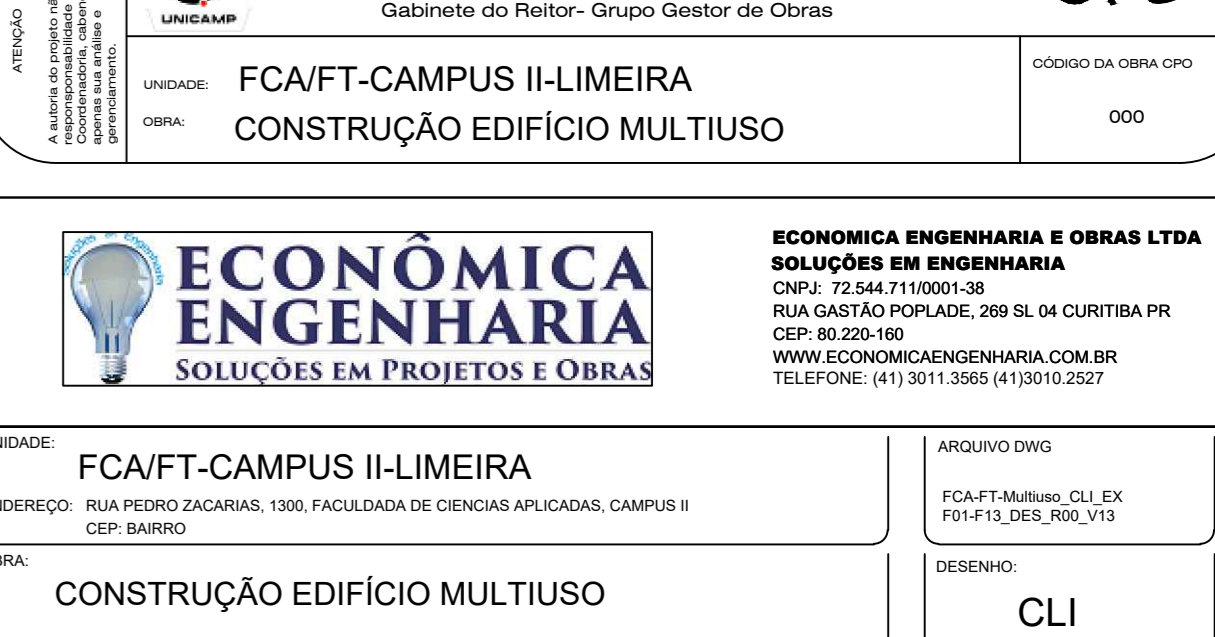 ATENÇÃO
A autoria do projeto
responsponsabilidade
Coordenadoria,
apenas sua análise e
gerenciamento.
UNICAMP
Gabinete do Reitor- Grupo Gestor de Obras
UNIDADE: FCA/FT-CAMPUS II-LIMEIRA
OBRA: CONSTRUÇÃO EDIFÍCIO MULTIUSO
CÓDIGO DA OBRA CPO
000
Soluções em Engenharia
ECONÔMICA
ENGENHARIA
SOLUÇÕES EM PROJETOS E OBRAS
ECONOMICA ENGENHARIA E OBRAS LTDA
SOLUÇÕES EM ENGENHARIA
CNPJ: 72.544.711/0001-38
RUA GASTÃO POPLADE, 269 SL 04 CURITIBA PR
CEP: 80.220-160
WWW.ECONOMICAENGENHARIA.COM.BR
TELEFONE: (41) 3011.3565 (41)3010.2527
NIDADE:
FCA/FT-CAMPUS II-LIMEIRA
NDEREÇO: RUA PEDRO ZACARIAS, 1300, FACULDADA DE CIENCIAS APLICADAS, CAMPUS II
CEP: BAIRRO
ARQUIVO DWG
FCA-FT-Multiuso_CLI_EX
F01-F13_DES_R00_V13
BRA:
CONSTRUÇÃO EDIFÍCIO MULTIUSO
DESENHO:
CLI